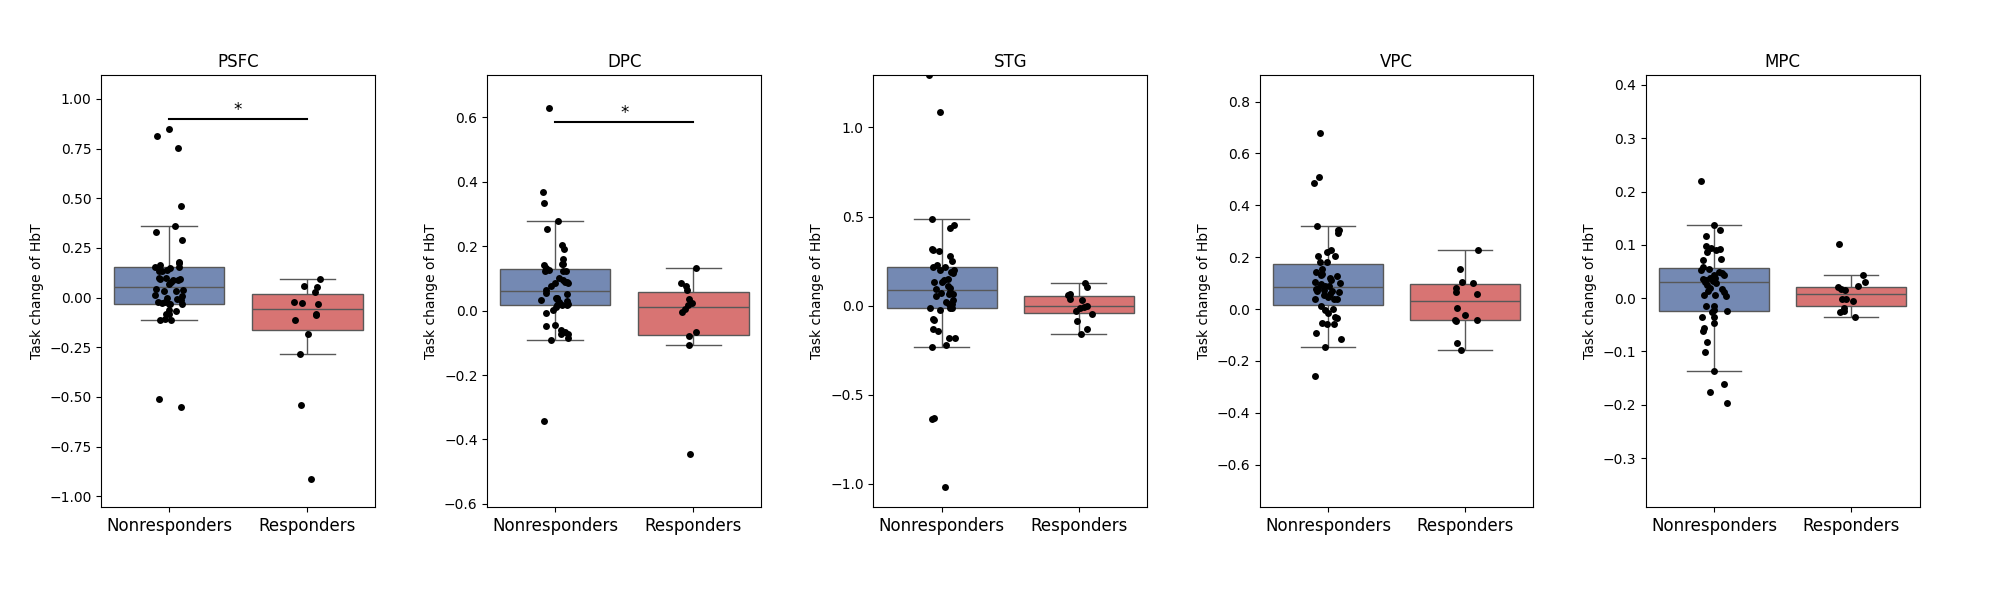 PSFC
DPC
STG
VPC
MPC
*
*
Task change of HbT
1.00
0.75
0.50
0.25
0.00
−0.25
−0.50
−0.75
−1.00
Nonresponders Responders
Task change of HbT
0.6
0.4
0.2
0.0
−0.2
−0.4
−0.6
Nonresponders Responders
Task change of HbT
1.0
0.5
0.0
−0.5
−1.0
Nonresponders Responders
Task change of HbT
0.8
0.6
0.4
0.2
0.0
−0.2
−0.4
−0.6
Nonresponders Responders
Task change of HbT
0.4
0.3
0.2
0.1
0.0
−0.1
−0.2
−0.3
Nonresponders Responders